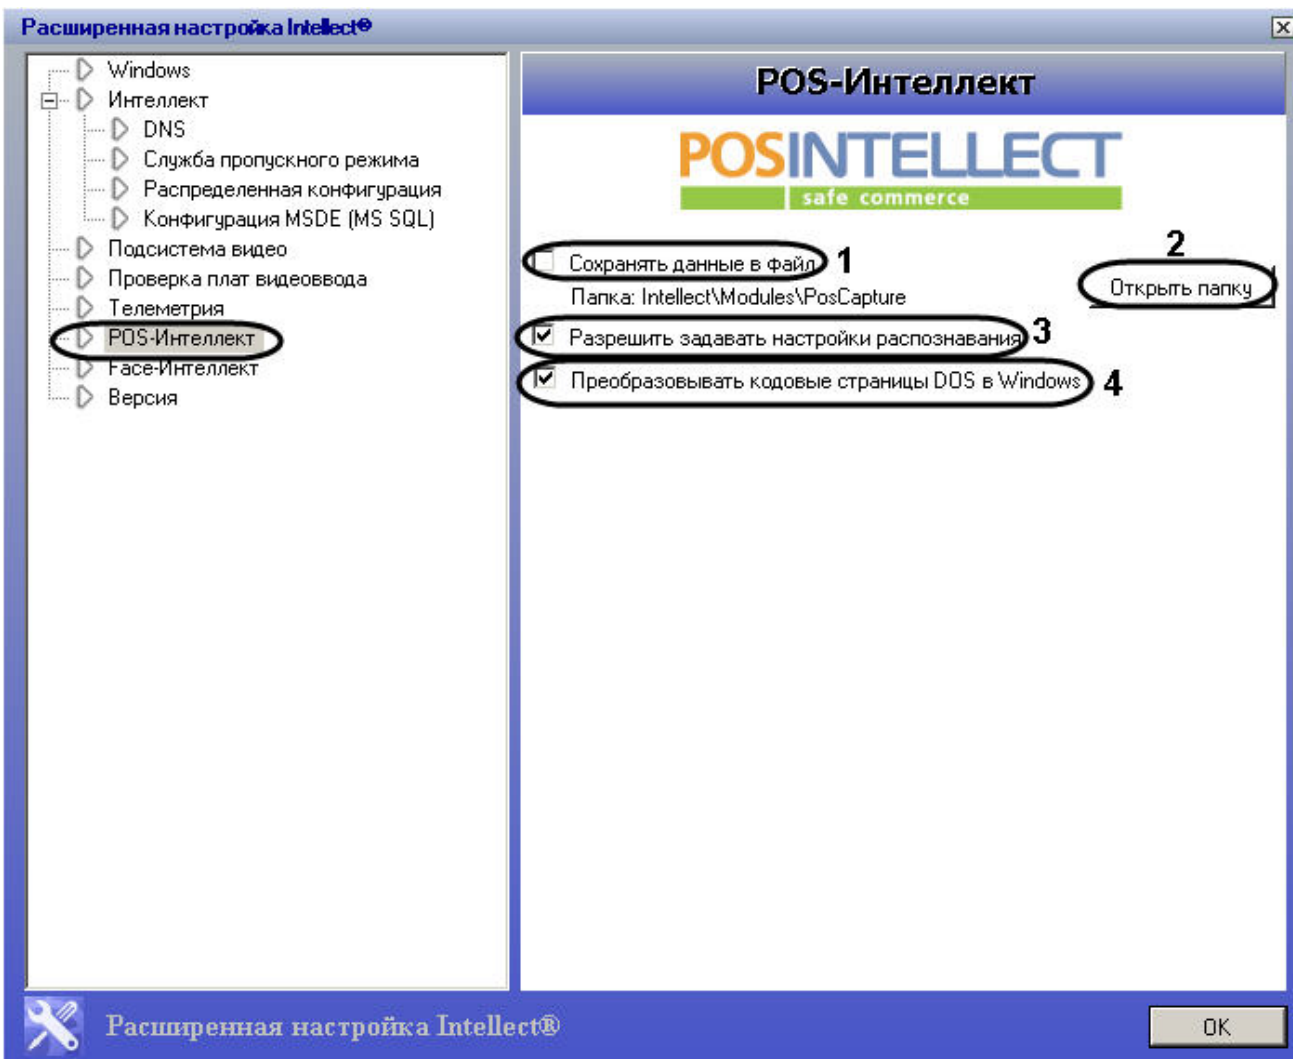 Расширенная настройка Intellect®
Windows
Интеллект
DNS
Служба пропускного режима
Распределенная конфигурация
Конфигурация MSDE (MS SQL)
Подсистема видео
Проверка плат видеоввода
Телеметрия
POS-Интеллект
Face-Интеллект
Версия
POS-Интеллект
POSINTELLECT
safe commerce
Сохранять данные в файл 1
2
Папка: Intellect\Modules\PosCapture
Открыть папку
Разрешить задавать настройки распознавания 3
Преобразовывать кодовые страницы DOS в Windows 4
Расширенная настройка Intellect®
OK